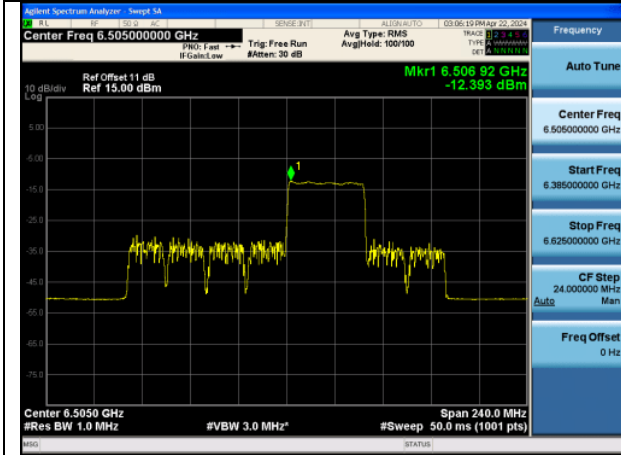 Agilent Spectrum Analyzer - Swept SA
RL RF 50 Ω AC SENSE:INT ALIGNAUTO 03:06:19 PM Apr 22, 2024
Center Freq 6.505000000 GHz
PNO: Fast
IFGain:Low
Trig: Free Run
#Atten: 30 dB
Avg Type: RMS
Avg|Hold: 100/100
TRACE 1 2 3 4 5 6
TYPE A
DET A N N N N N
Frequency
Mkr1 6.506 92 GHz
-12.393 dBm
Ref Offset 11 dB
10 dB/div Ref 15.00 dBm
Log
5.00
-5.00
-15.0
-25.0
-35.0
-45.0
-55.0
-65.0
-75.0
1
Center 6.5050 GHz Span 240.0 MHz
#Res BW 1.0 MHz #VBW 3.0 MHz* #Sweep 50.0 ms (1001 pts)
MSG STATUS
Auto Tune
Center Freq
6.505000000 GHz
Start Freq
6.385000000 GHz
Stop Freq
6.625000000 GHz
CF Step
24.000000 MHz
Auto Man
Freq Offset
0 Hz